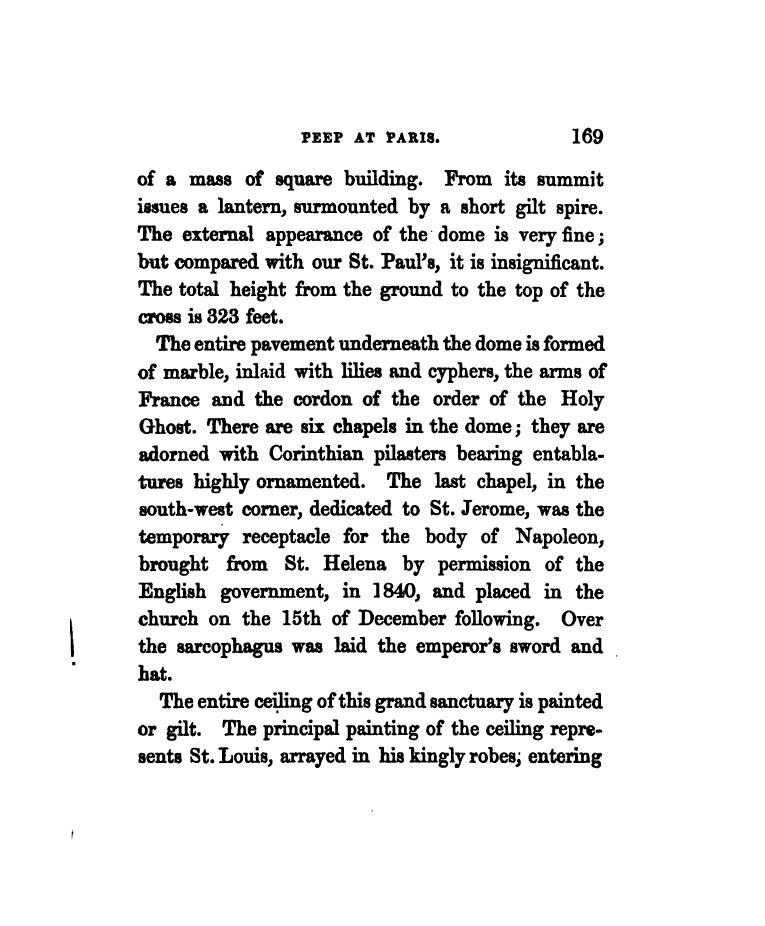 PEEP AT PARIS. 169
of a mass of square building. From its summit
issues a lantern, surmounted by a short gilt spire.
The external appearance of the dome is very fine;
but compared with our St. Paul's, it is insignificant.
The total height from the ground to the top of the
cross is 323 feet.
The entire pavement underneath the dome is formed
of marble, inlaid with lilies and cyphers, the arms of
France and the cordon of the order of the Holy
Ghost. There are six chapels in the dome; they are
adorned with Corinthian pilasters bearing entabla-
tures highly ornamented. The last chapel, in the
south-west corner, dedicated to St. Jerome, was the
temporary receptacle for the body of Napoleon,
brought from St. Helena by permission of the
English government, in 1840, and placed in the
church on the 15th of December following. Over
the sarcophagus was laid the emperor's sword and
hat.
The entire ceiling of this grand sanctuary is painted
or gilt. The principal painting of the ceiling repre-
sents St. Louis, arrayed in his kingly robes; entering